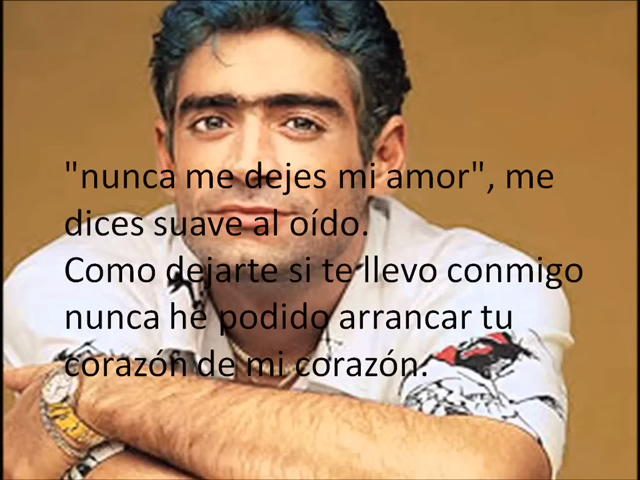 "nunca me dejes mi amor", me
dices suave al oído.
Como dejarte si te llevo conmigo
nunca he podido arrancar tu
corazón de mi corazón.